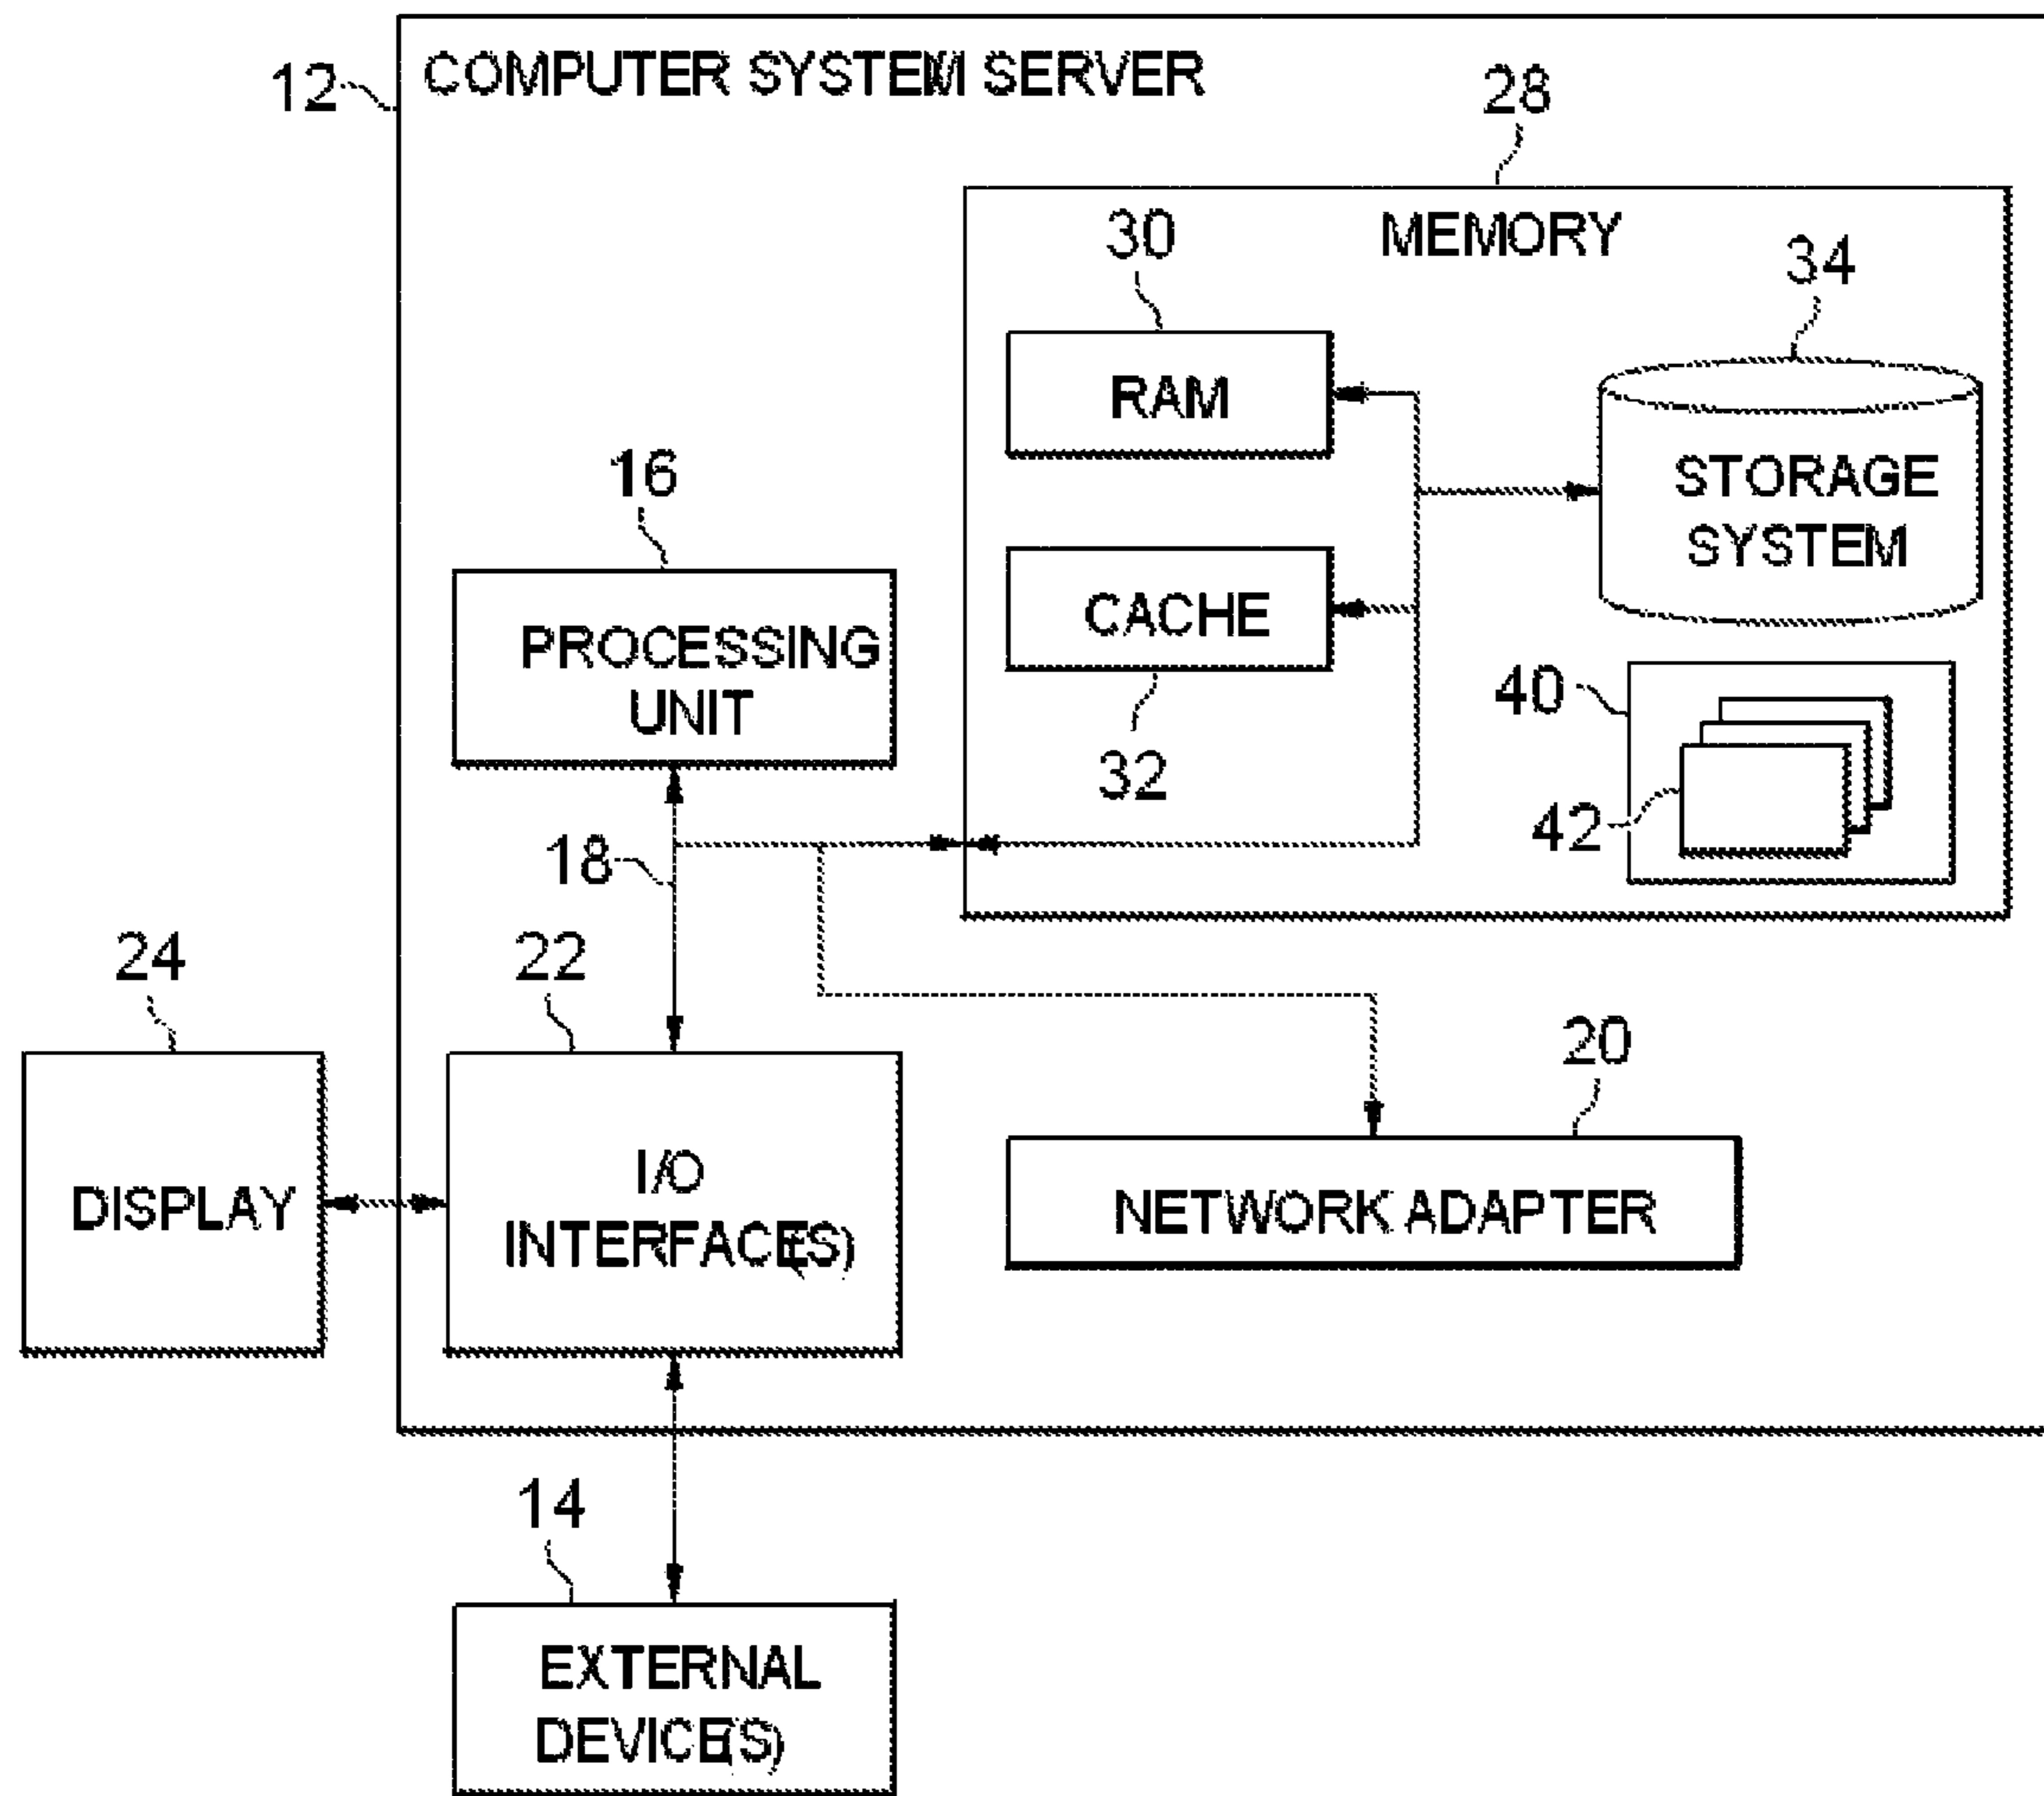 12
COMPUTER SYSTEM SERVER
28
MEMORY
30
34
RAM
STORAGE
SYSTEM
16
PROCESSING
UNIT
CACHE
32
40
42
18
24
22
20
DISPLAY
I/O
INTERFACE(S)
NETWORK ADAPTER
14
EXTERNAL
DEVICE(S)